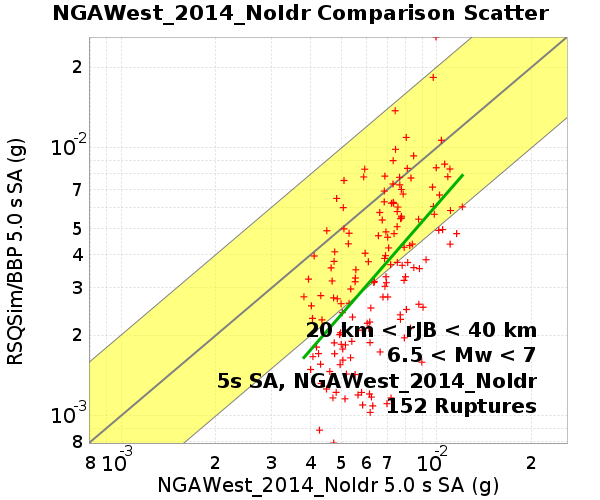 NGAWest_2014_NoIdr Comparison Scatter
RSQSim/BBP 5.0 s SA (g)
2
10-2
7
5
4
3
2
10-3
8
20 km < rJB < 40 km
6.5 < Mw < 7
5s SA, NGAWest_2014_NoIdr
152 Ruptures
8 10-3 2 3 4 5 6 7 10-2 2
NGAWest_2014_NoIdr 5.0 s SA (g)